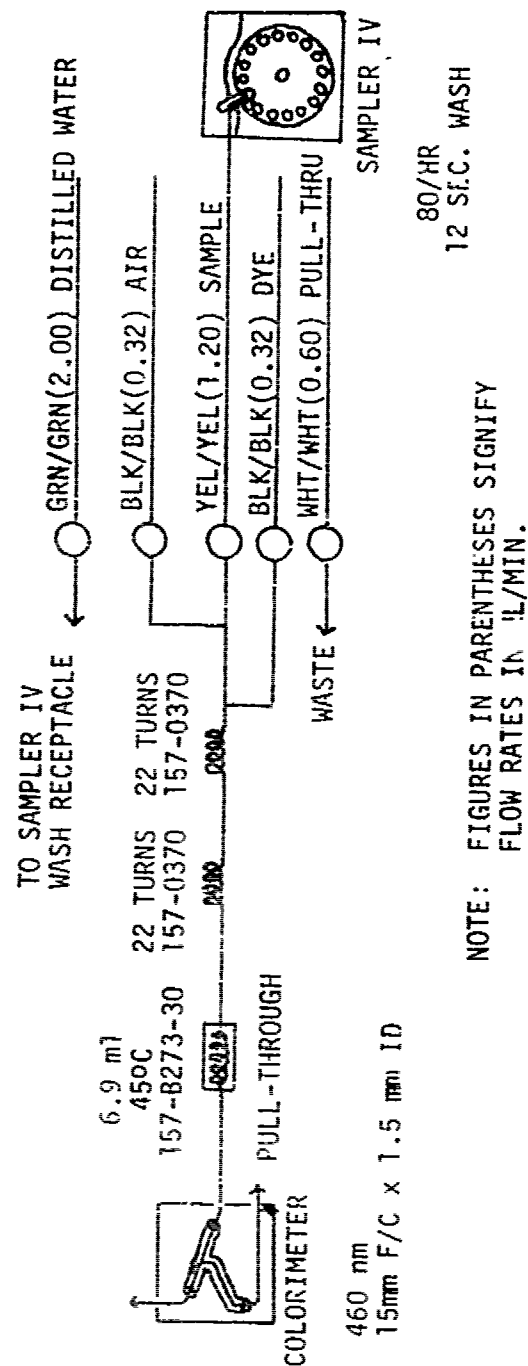 TO SAMPLER IV
WASH RECEPTACLE
GRN/GRN(2.00) DISTILLED WATER
BLK/BLK(0.32) AIR
YEL/YEL(1.20) SAMPLE
BLK/BLK(0.32) DYE
WHT/WHT(0.60) PULL-THRU
WASTE
SAMPLER IV
80/HR
12 SEC. WASH
22 TURNS
157-0370
22 TURNS
157-0370
6.9 ml
45ºC
157-B273-30
PULL-THROUGH
COLORIMETER
460 nm
15mm F/C x 1.5 mm ID
NOTE: FIGURES IN PARENTHESES SIGNIFY
FLOW RATES IN L/MIN.